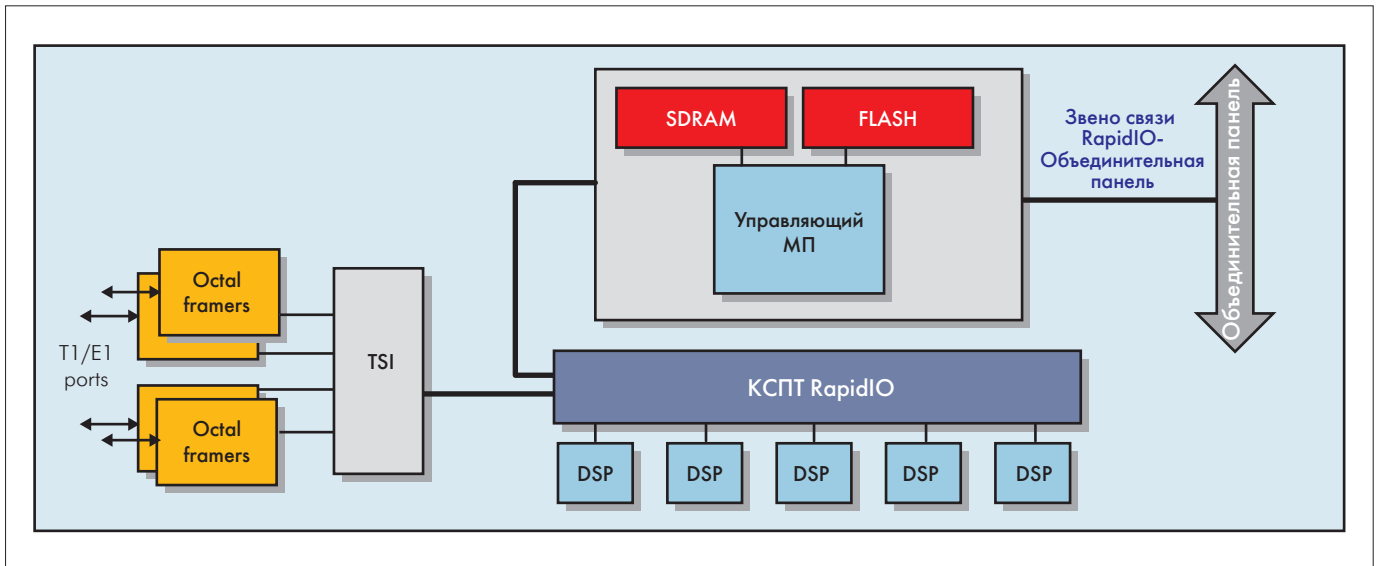 SDRAM
FLASH
Управляющий
МП
Звено связи
RapidIO-
Объединительная
панель
Объединительная панель
Octal
framers
T1/E1
ports
Octal
framers
TSI
КСПТ RapidIO
DSP
DSP
DSP
DSP
DSP